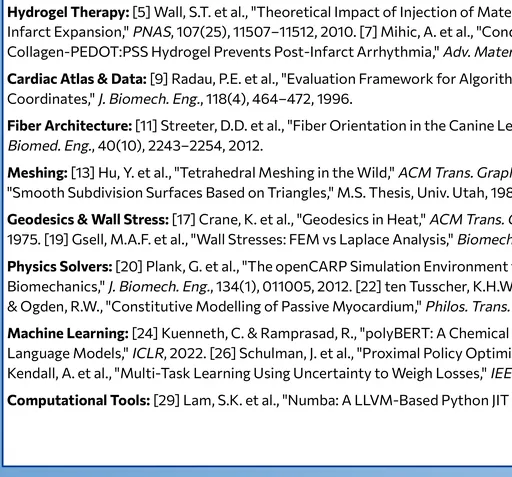 Hydrogel Therapy: [5] Wall, S.T. et al., "Theoretical Impact of Injection of Mate
Infarct Expansion," PNAS, 107(25), 11507–11512, 2010. [7] Mihic, A. et al., "Cond
Collagen-PEDOT:PSS Hydrogel Prevents Post-Infarct Arrhythmia," Adv. Mater
Cardiac Atlas & Data: [9] Radau, P.E. et al., "Evaluation Framework for Algorith
Coordinates," J. Biomech. Eng., 118(4), 464–472, 1996.
Fiber Architecture: [11] Streeter, D.D. et al., "Fiber Orientation in the Canine Le
Biomed. Eng., 40(10), 2243–2254, 2012.
Meshing: [13] Hu, Y. et al., "Tetrahedral Meshing in the Wild," ACM Trans. Graph
"Smooth Subdivision Surfaces Based on Triangles," M.S. Thesis, Univ. Utah, 198
Geodesics & Wall Stress: [17] Crane, K. et al., "Geodesics in Heat," ACM Trans. G
1975. [19] Gsell, M.A.F. et al., "Wall Stresses: FEM vs Laplace Analysis," Biomech
Physics Solvers: [20] Plank, G. et al., "The openCARP Simulation Environment
Biomechanics," J. Biomech. Eng., 134(1), 011005, 2012. [22] ten Tusscher, K.H.W
& Ogden, R.W., "Constitutive Modelling of Passive Myocardium," Philos. Trans.
Machine Learning: [24] Kuenneth, C. & Ramprasad, R., "polyBERT: A Chemical
Language Models," ICLR, 2022. [26] Schulman, J. et al., "Proximal Policy Optimi
Kendall, A. et al., "Multi-Task Learning Using Uncertainty to Weigh Losses," IEE
Computational Tools: [29] Lam, S.K. et al., "Numba: A LLVM-Based Python JIT